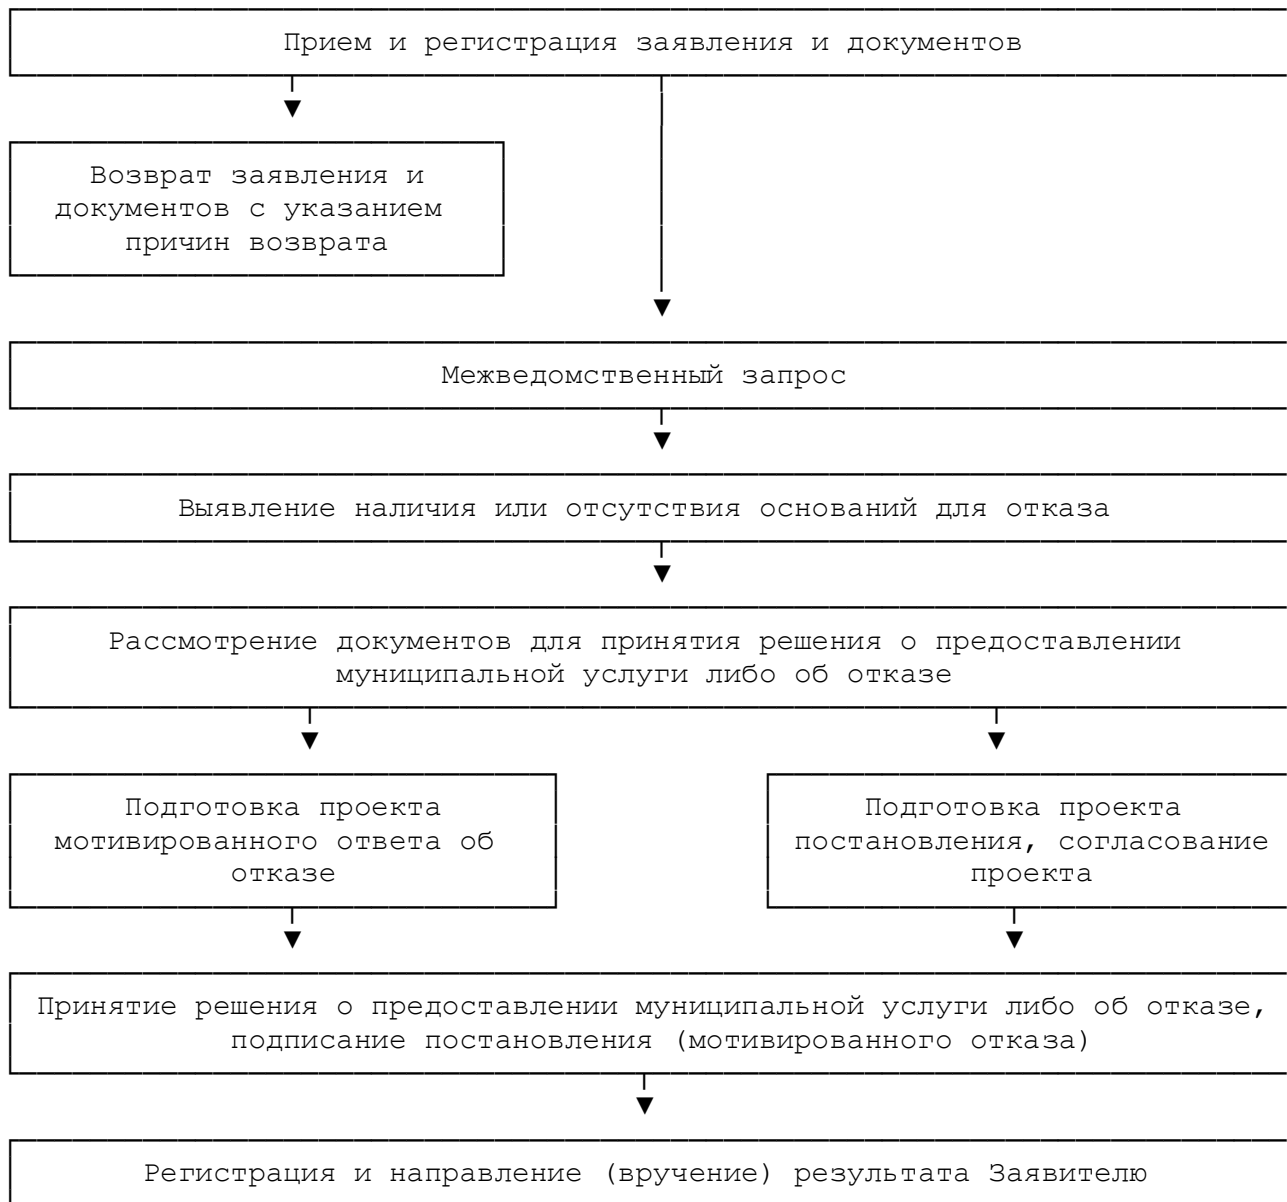 Прием и регистрация заявления и документов
Возврат заявления и
документов с указанием
причин возврата
Межведомственный запрос
Выявление наличия или отсутствия оснований для отказа
Рассмотрение документов для принятия решения о предоставлении
муниципальной услуги либо об отказе
Подготовка проекта
мотивированного ответа об
отказе
Подготовка проекта
постановления, согласование
проекта
Принятие решения о предоставлении муниципальной услуги либо об отказе,
подписание постановления (мотивированного отказа)
Регистрация и направление (вручение) результата Заявителю